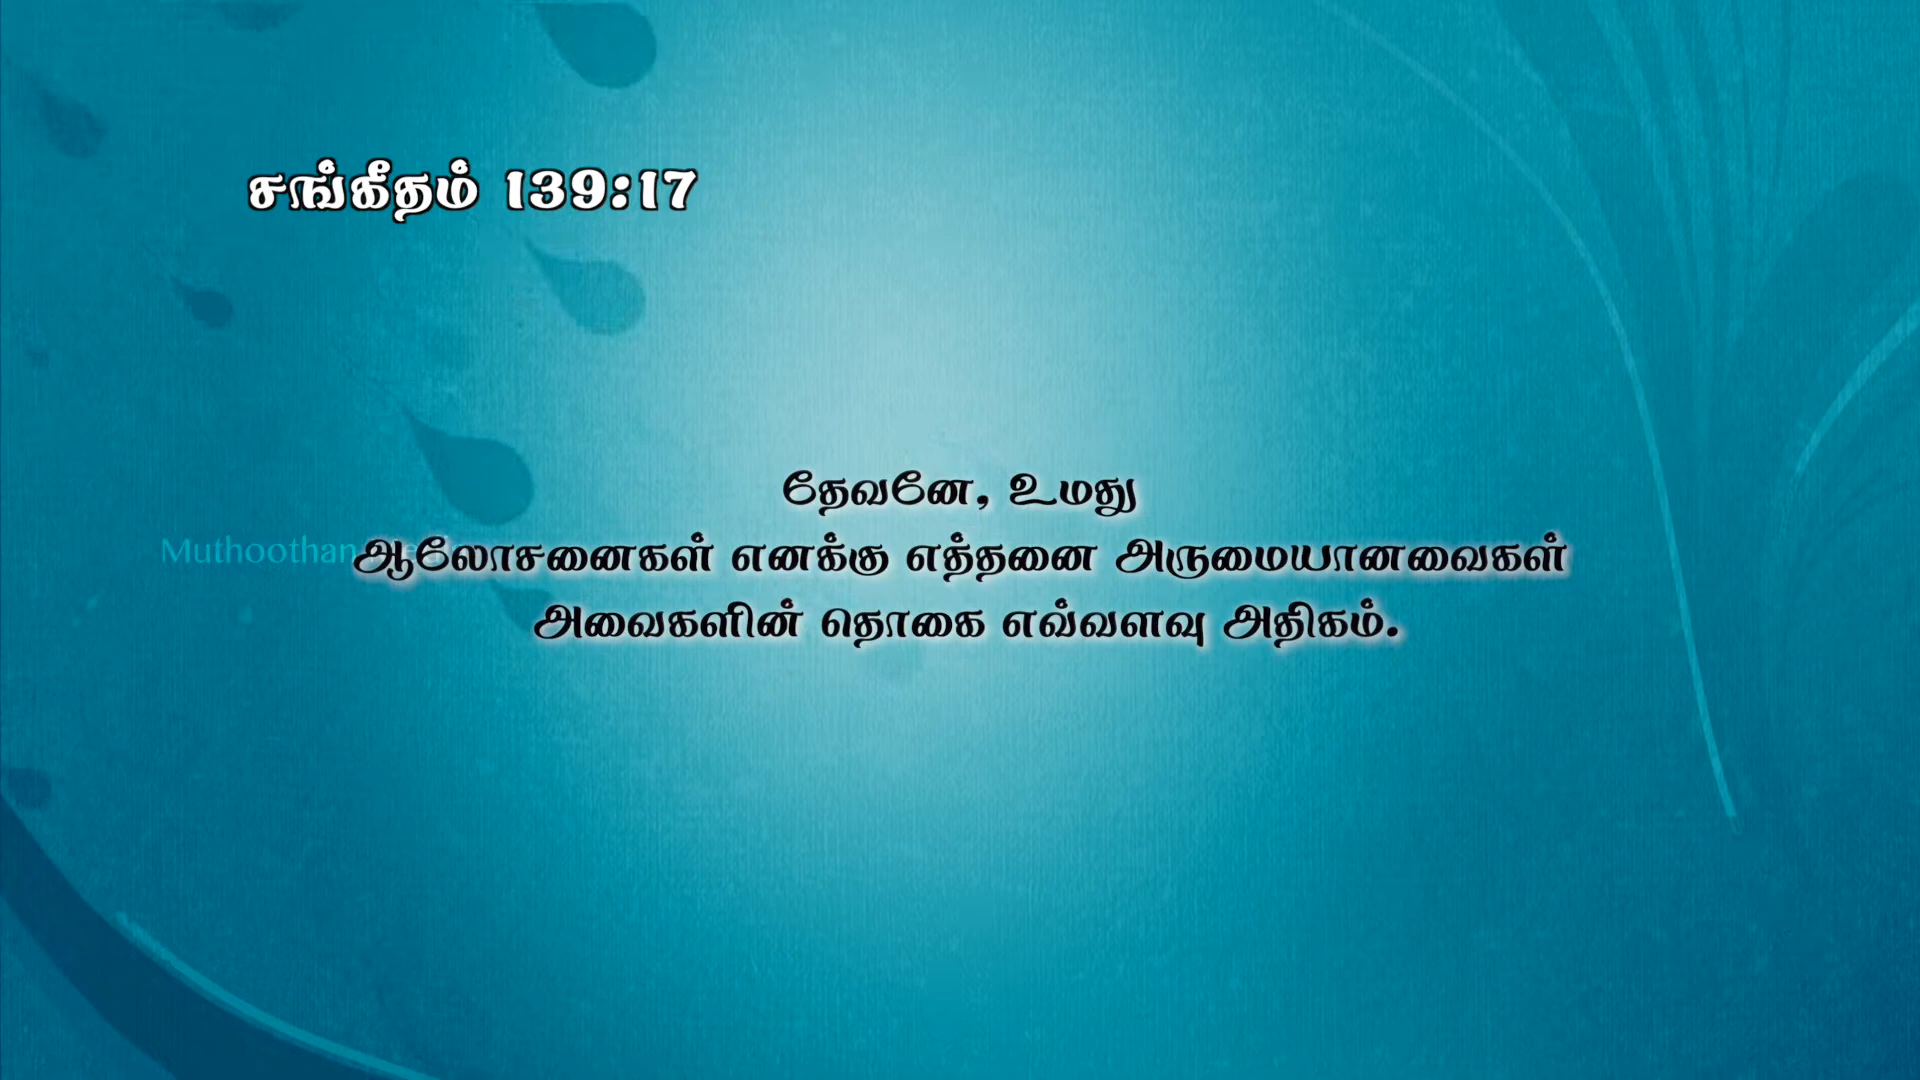 சங்கீதம் 139:17
தேவனே, உமது
Muthoothan
ஆலோசனைகள் எனக்கு எத்தனை அருமையானவைகள்
அவைகளின் தொகை எவ்வளவு அதிகம்.